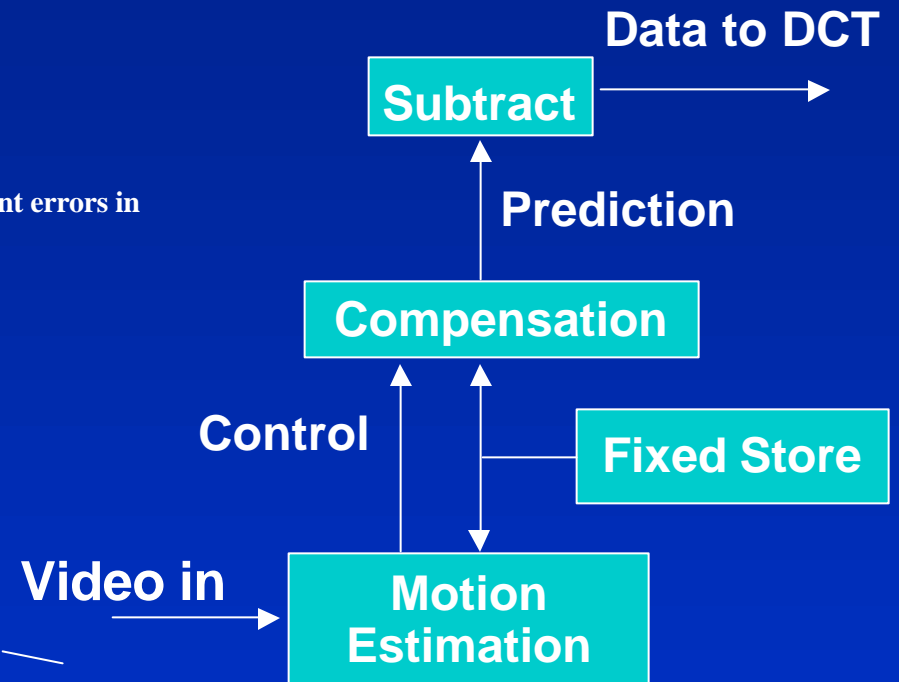 Data to DCT
Subtract
nt errors in
Prediction
Compensation
Control
Fixed Store
Video in
Motion
Estimation